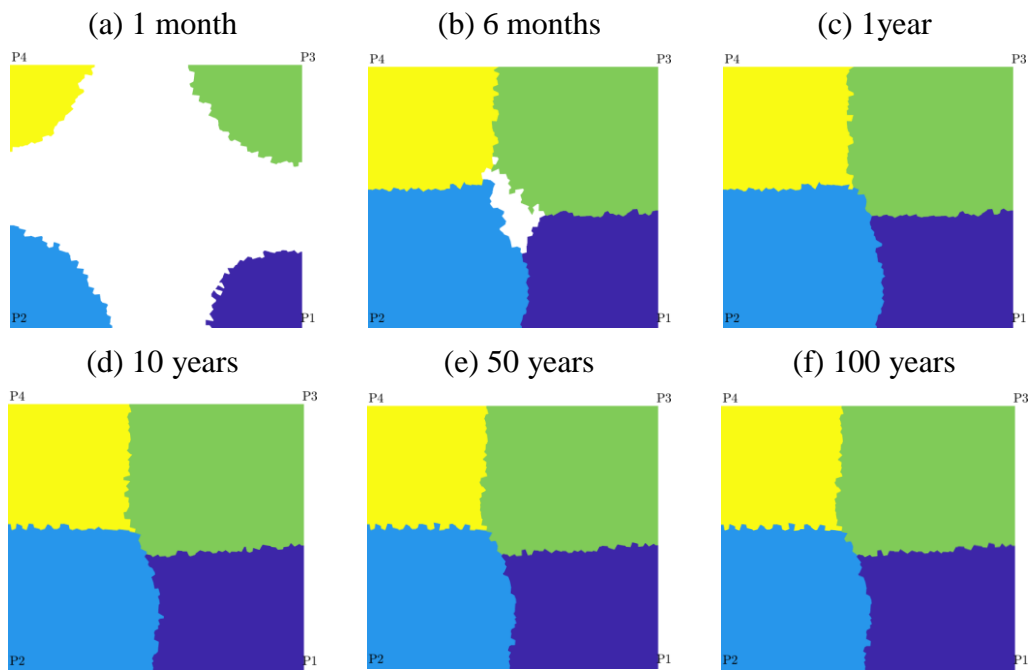 (a) 1 month
(b) 6 months
(c) 1year
P4
P3
P2
P1
P4
P3
P2
P1
P4
P3
P2
P1
(d) 10 years
(e) 50 years
(f) 100 years
P4
P3
P2
P1
P4
P3
P2
P1
P4
P3
P2
P1